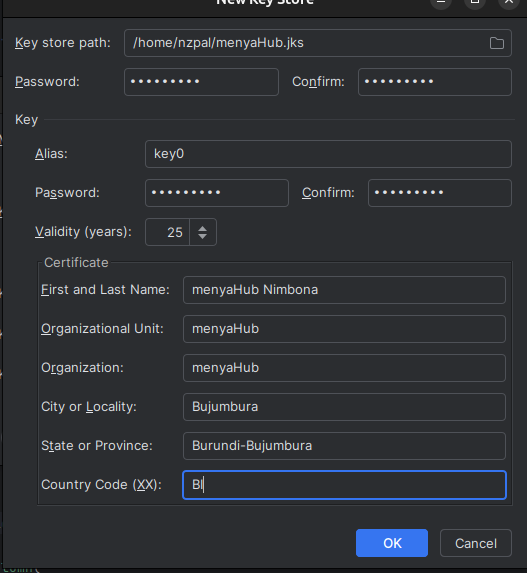 New Key Store
Key store path: /home/nzpal/menyaHub.jks
Password: ••••••••• Confirm: •••••••••
Key
Alias: key0
Password: ••••••••• Confirm: •••••••••
Validity (years): 25
Certificate
First and Last Name: menyaHub Nimbona
Organizational Unit: menyaHub
Organization: menyaHub
City or Locality: Bujumbura
State or Province: Burundi-Bujumbura
Country Code (XX): BI
OK Cancel